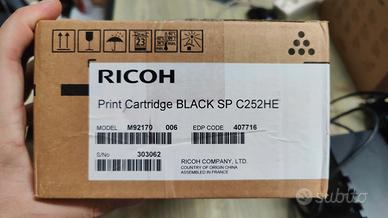 RICOH
Print Cartridge BLACK SP C252HE
MODEL M92170 006 EDP CODE 407716
S/No 303062
RICOH COMPANY, LTD.
COUNTRY OF ORIGIN CHINA
ASSEMBLED IN FRANCE
subito